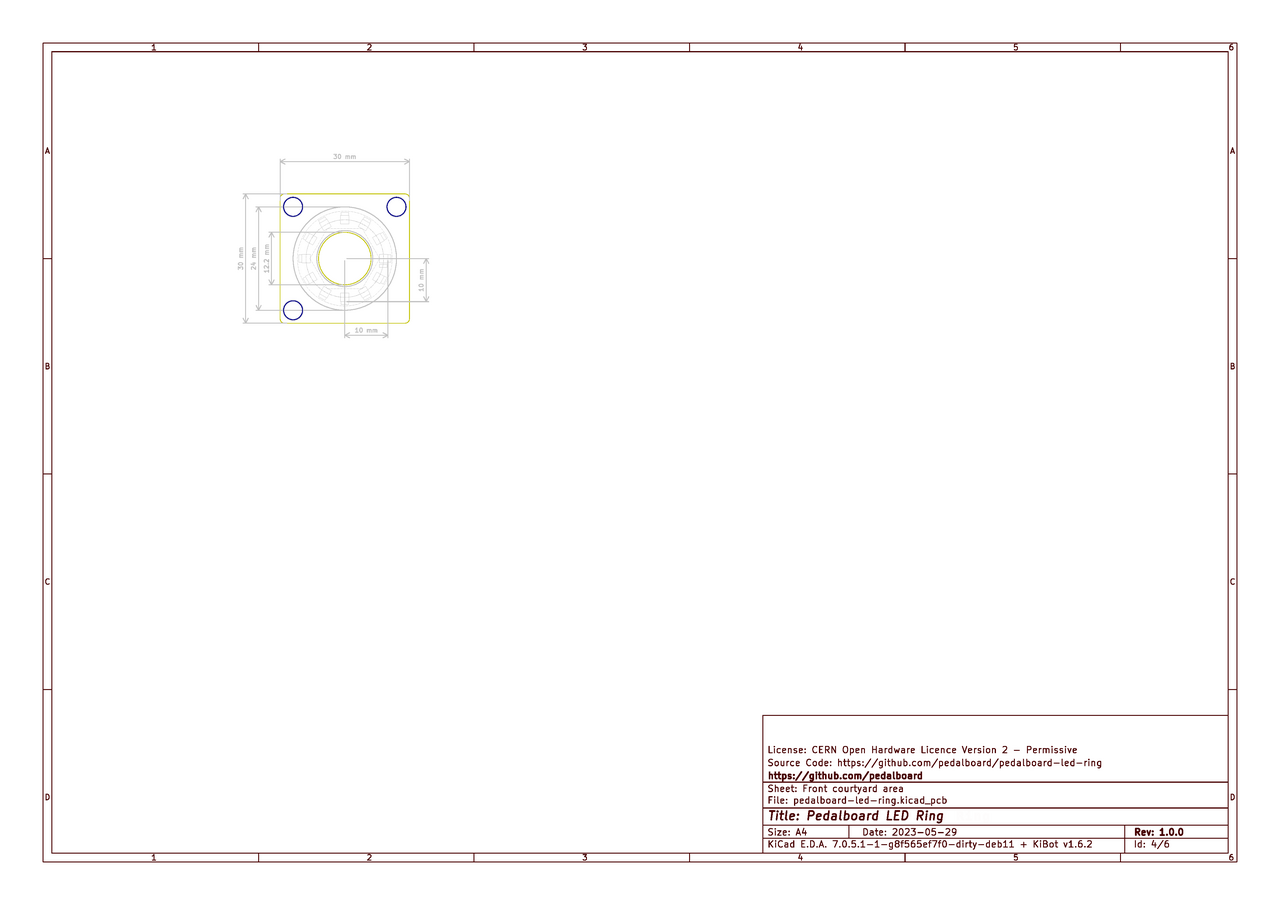 1 2 3 4 5 6
A A
30 mm
30 mm
24 mm
12.2 mm
10 mm
10 mm
B B
C C
D D
License: CERN Open Hardware Licence Version 2 - Permissive
Source Code: https://github.com/pedalboard/pedalboard-led-ring
https://github.com/pedalboard
Sheet: Front courtyard area
File: pedalboard-led-ring.kicad_pcb
Title: Pedalboard LED Ring
Size: A4 Date: 2023-05-29 Rev: 1.0.0
KiCad E.D.A. 7.0.5.1-1-g8f565ef7f0-dirty-deb11 + KiBot v1.6.2 Id: 4/6
1 2 3 4 5 6